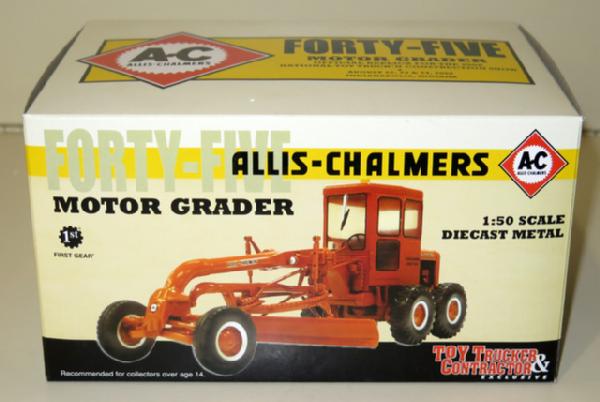 A-C
ALLIS-CHALMERS
FORTY-FIVE
MOTOR GRADER
FORTY-FIVE
ALLIS-CHALMERS
A-C
ALLIS CHALMERS
MOTOR GRADER
1:50 SCALE
DIECAST METAL
1st
FIRST GEAR
TOY TRUCKER
& CONTRACTOR
EXCLUSIVE
Recommended for collectors over age 14.